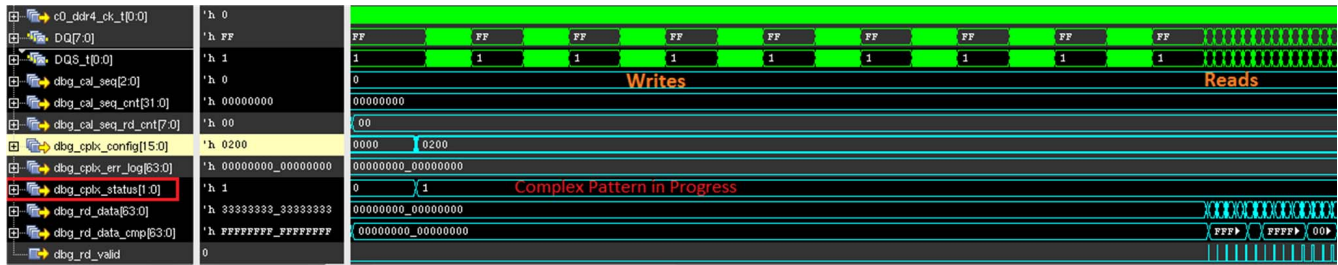 c0_ddr4_ck_t[0:0] 'h 0
DQ[7:0] 'h FF FF FF FF FF FF FF FF FF FF
DQS_t[0:0] 'h 1 1 1 1 1 1 1 1 1 1
dbg_cal_seq[2:0] 'h 0 0 Writes Reads
dbg_cal_seq_cnt[31:0] 'h 00000000 00000000
dbg_cal_seq_rd_cnt[7:0] 'h 00 00
dbg_cplx_config[15:0] 'h 0200 0000 0200
dbg_cplx_err_log[63:0] 'h 00000000_00000000 00000000_00000000
dbg_cplx_status[1:0] 'h 1 0 1 Complex Pattern in Progress
dbg_rd_data[63:0] 'h 33333333_33333333 00000000_00000000
dbg_rd_data_cmp[63:0] 'h FFFFFFFF_FFFFFFFF 00000000_00000000 FFF FFFF 00
dbg_rd_valid 0